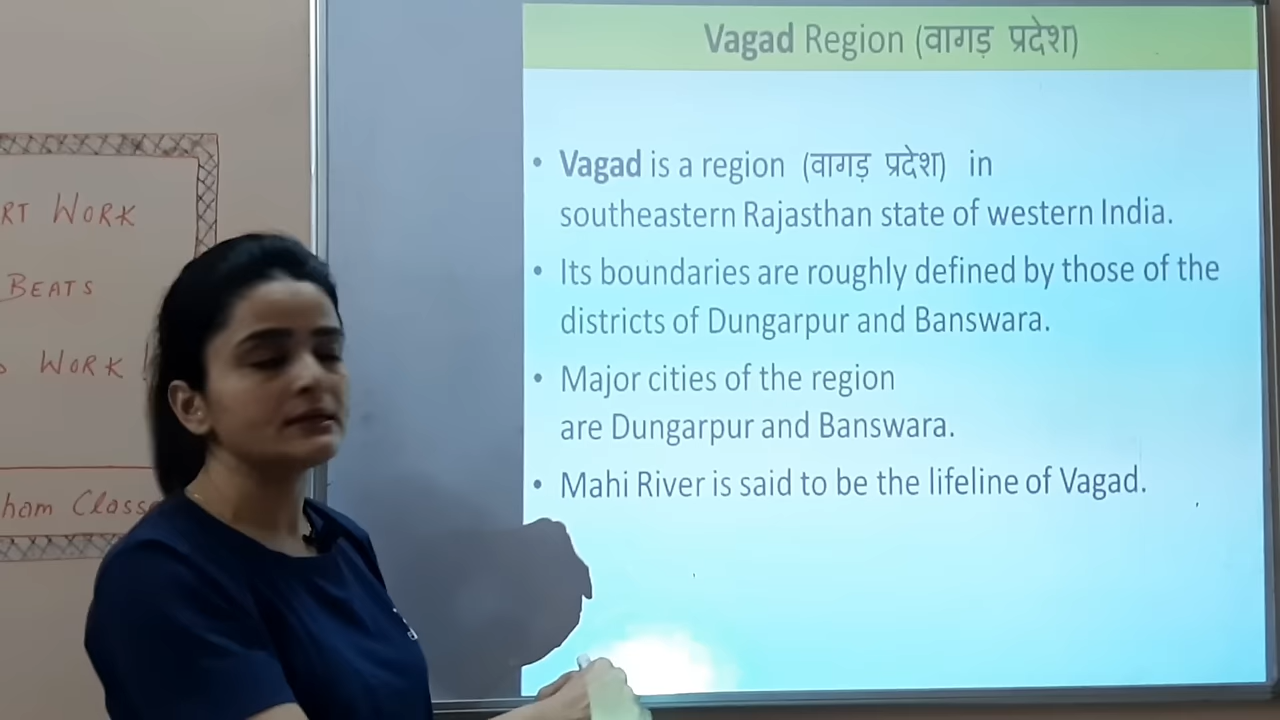 RT WORK
BEATS
WORK
ham Class
Vagad Region (वागड़ प्रदेश)
• Vagad is a region (वागड़ प्रदेश) in
southeastern Rajasthan state of western India.
• Its boundaries are roughly defined by those of the
districts of Dungarpur and Banswara.
• Major cities of the region
are Dungarpur and Banswara.
• Mahi River is said to be the lifeline of Vagad.